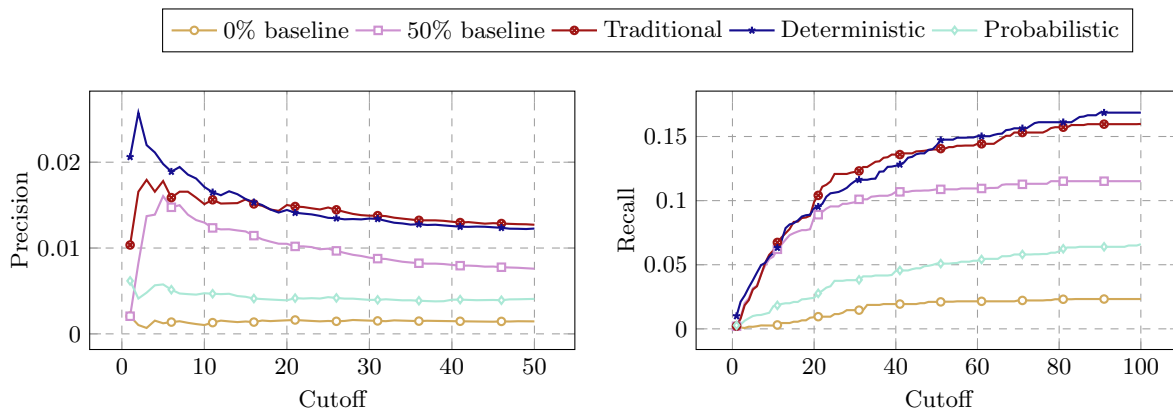 0% baseline 50% baseline Traditional Deterministic Probabilistic
Precision
0.02
0.01
0
0 10 20 30 40 50
Cutoff
Recall
0.15
0.1
0.05
0
0 20 40 60 80 100
Cutoff